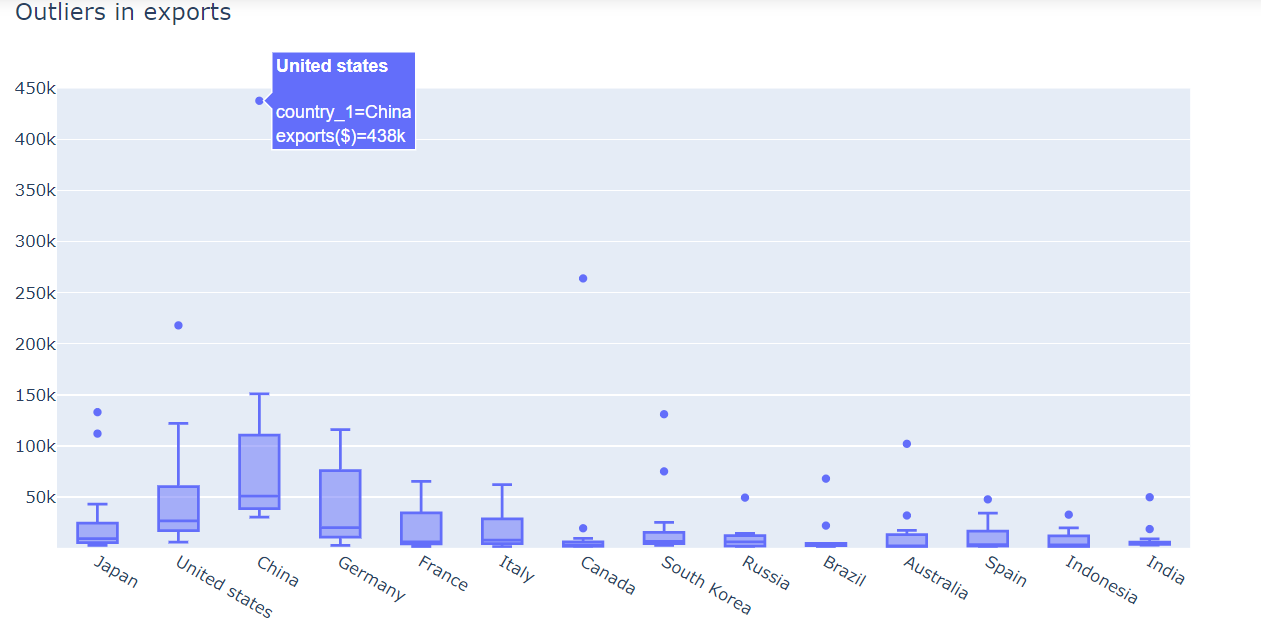 Outliers in exports
United states
country_1=China
exports($)=438k
450k
400k
350k
300k
250k
200k
150k
100k
50k
Japan
United states
China
Germany
France
Italy
Canada
South Korea
Russia
Brazil
Australia
Spain
Indonesia
India